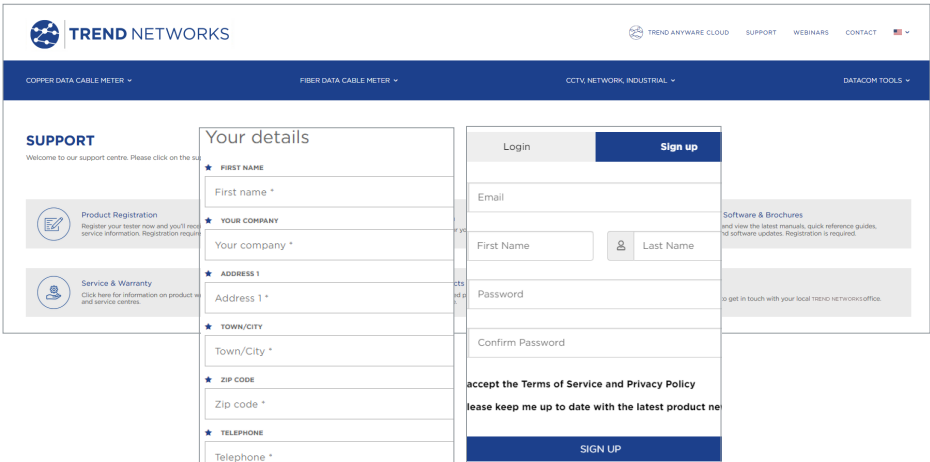 TREND NETWORKS
TREND ANYWARE CLOUD
SUPPORT
WEBINARS
CONTACT
COPPER DATA CABLE METER
FIBER DATA CABLE METER
CCTV, NETWORK, INDUSTRIAL
DATACOM TOOLS
SUPPORT
Welcome to our support centre. Please click on the
Product Registration
Register your tester now and you'll
service information. Registration
Service & Warranty
Click here for information on product
and service centres.
Your details
★ FIRST NAME
First name *
★ YOUR COMPANY
Your company *
★ ADDRESS 1
Address 1 *
★ TOWN/CITY
Town/City *
★ ZIP CODE
Zip code *
★ TELEPHONE
Telephone *
Login
Sign up
Email
First Name
Last Name
Password
Confirm Password
accept the Terms of Service and Privacy Policy
lease keep me up to date with the latest product
SIGN UP
Software & Brochures
and view the latest manuals, quick reference guides,
software updates. Registration is required.
to get in touch with your local TREND NETWORKS office.